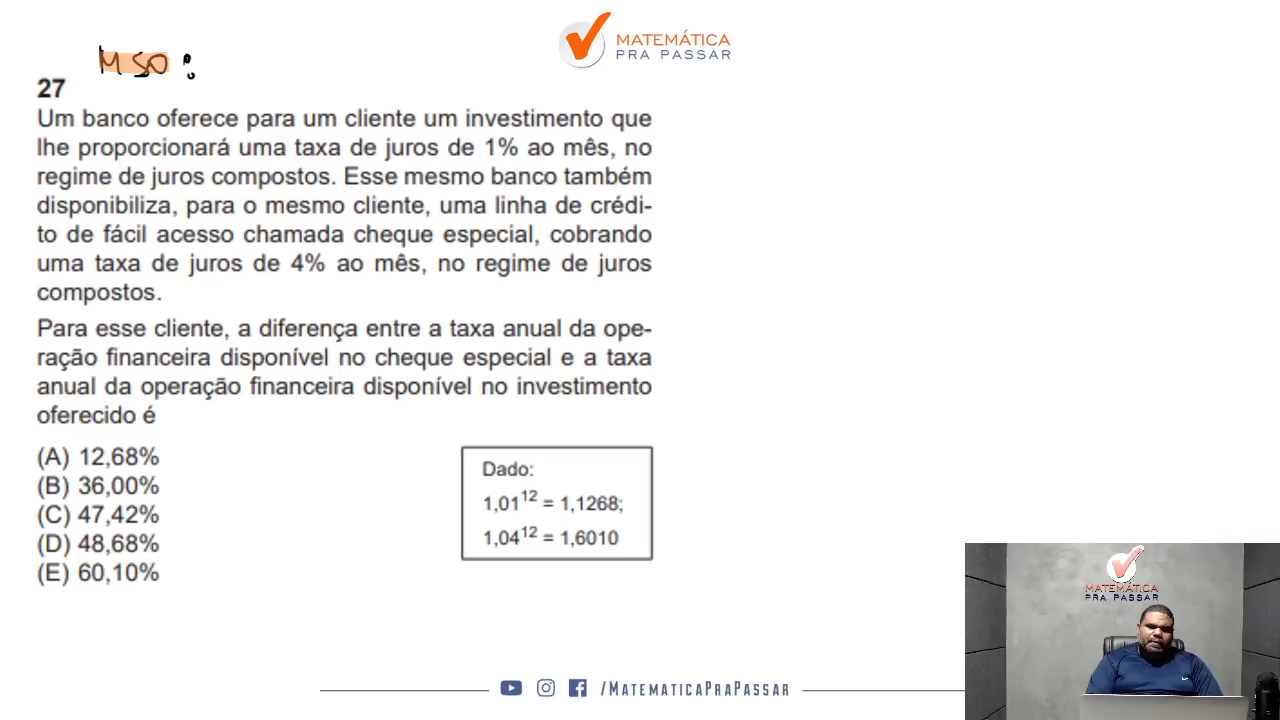 MATEMÁTICA
PRA PASSAR
27
Um banco oferece para um cliente um investimento que
lhe proporcionará uma taxa de juros de 1% ao mês, no
regime de juros compostos. Esse mesmo banco também
disponibiliza, para o mesmo cliente, uma linha de crédi-
to de fácil acesso chamada cheque especial, cobrando
uma taxa de juros de 4% ao mês, no regime de juros
compostos.
Para esse cliente, a diferença entre a taxa anual da ope-
ração financeira disponível no cheque especial e a taxa
anual da operação financeira disponível no investimento
oferecido é
(A) 12,68%
(B) 36,00%
(C) 47,42%
(D) 48,68%
(E) 60,10%
Dado:
1,01¹² = 1,1268;
1,04¹² = 1,6010
MATEMÁTICA
PRA PASSAR
/MATEMATICAPRAPASSAR